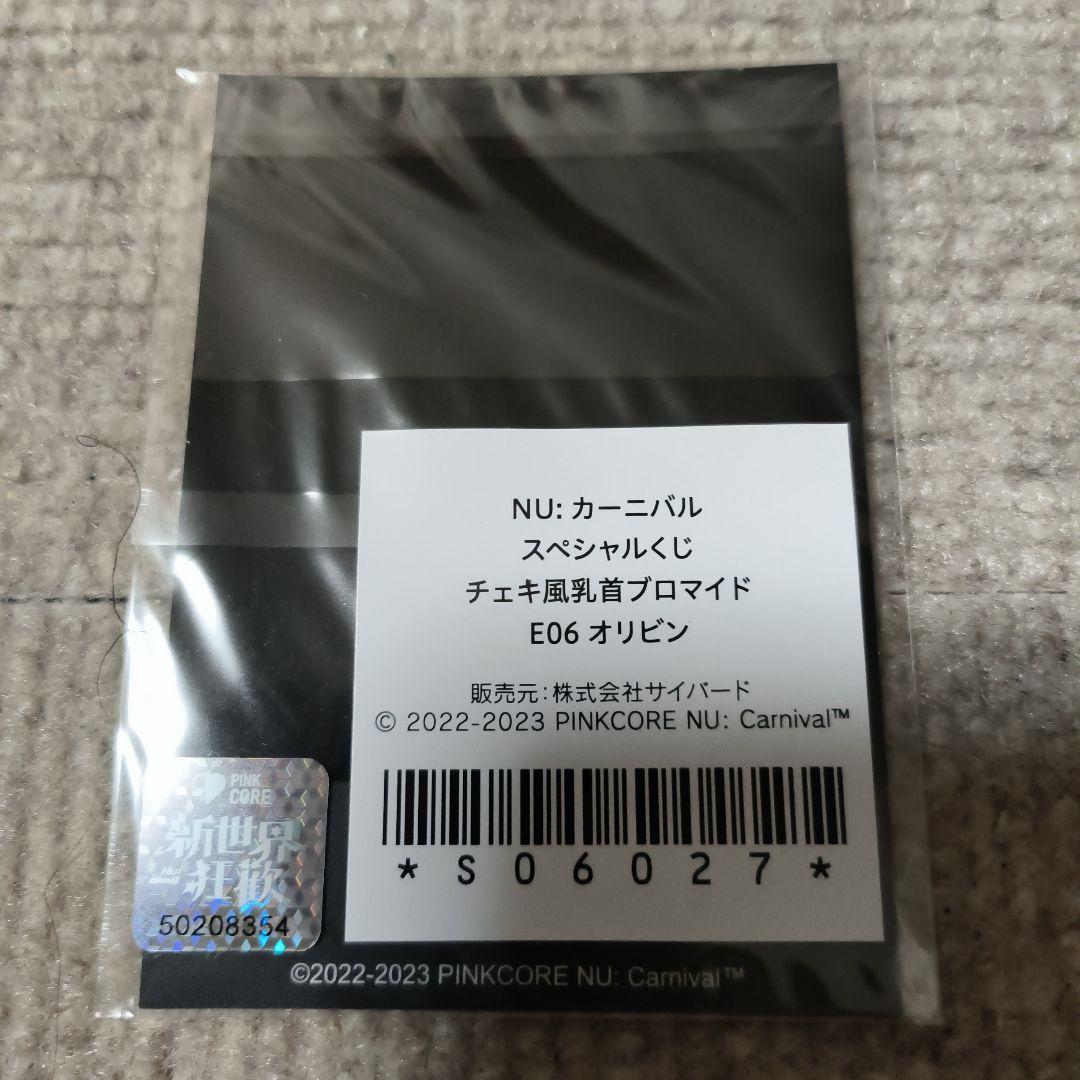 NU: カーニバル
スペシャルくじ
チェキ風乳首ブロマイド
E06 オリビン
販売元:株式会社サイバード
© 2022-2023 PINKCORE NU: Carnival™
*S06027*
PINK
CORE
新世界
狂歡
50208354
©2022-2023 PINKCORE NU: Carnival™